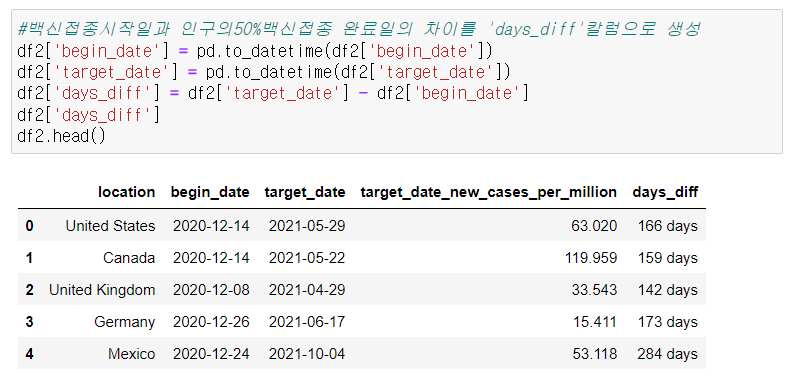 #백신접종시작일과 인구의50%백신접종 완료일의 차이를 'days_diff'칼럼으로 생성
df2['begin_date'] = pd.to_datetime(df2['begin_date'])
df2['target_date'] = pd.to_datetime(df2['target_date'])
df2['days_diff'] = df2['target_date'] - df2['begin_date']
df2['days_diff']
df2.head()
location begin_date target_date target_date_new_cases_per_million days_diff
0 United States 2020-12-14 2021-05-29 63.020 166 days
1 Canada 2020-12-14 2021-05-22 119.959 159 days
2 United Kingdom 2020-12-08 2021-04-29 33.543 142 days
3 Germany 2020-12-26 2021-06-17 15.411 173 days
4 Mexico 2020-12-24 2021-10-04 53.118 284 days